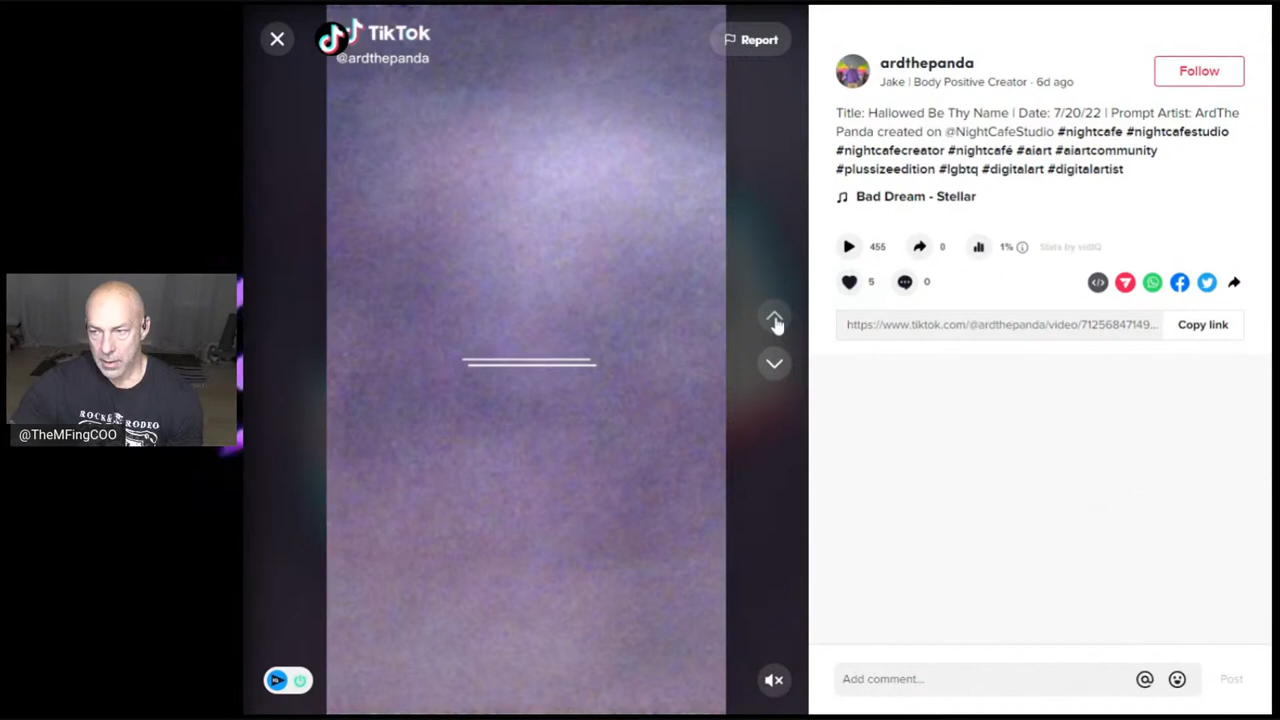 TikTok
@ardthepanda
Report
ardthepanda
Jake | Body Positive Creator · 6d ago
Follow
Title: Hallowed Be Thy Name | Date: 7/20/22 | Prompt Artist: ArdThe
Panda created on @NightCafeStudio #nightcafe #nightcafestudio
#nightcafecreator #nightcafé #aiart #aiartcommunity
#plussizeedition #lgbtq #digitalart #digitalartist
Bad Dream - Stellar
455
0
1%
Stats by vidIQ
5
0
https://www.tiktok.com/@ardthepanda/video/71256847149...
Copy link
ROCK
RODEO
@TheMFingCOO
Add comment...
Post